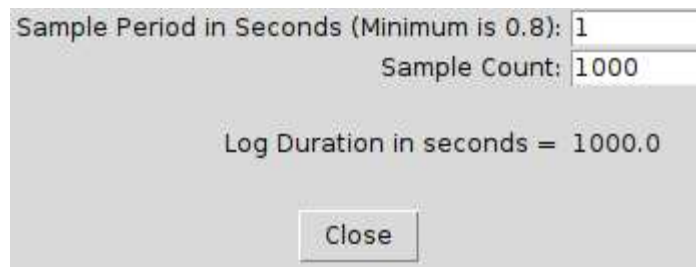 Sample Period in Seconds (Minimum is 0.8): 1
Sample Count: 1000
Log Duration in seconds = 1000.0
Close